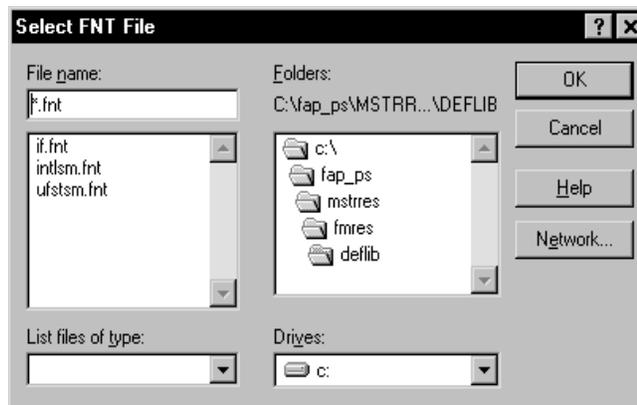 Select FNT File
File name:
*.fnt
if.fnt
intlsm.fnt
ufstsm.fnt
List files of type:
Folders:
C:\fap_ps\MSTRR...\DEFLIB
c:\
fap_ps
mstrres
fmres
deflib
Drives:
c:
OK
Cancel
Help
Network...